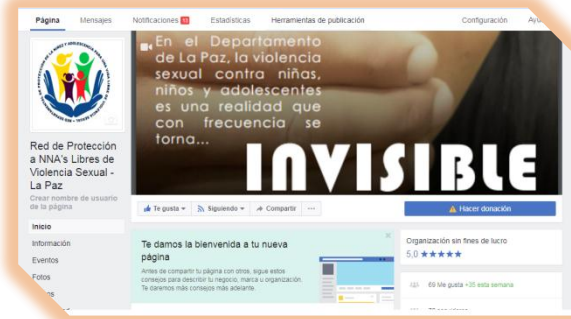 Página Mensajes Notificaciones Estadísticas Herramientas de publicación Configuración
En el Departamento
de La Paz, la violencia
sexual contra niñas,
niños y adolescentes
es una realidad que
con frecuencia se
torna...
INVISIBLE
Red de Protección
a NNA's Libres de
Violencia Sexual -
La Paz
Crear nombre de usuario
de la página
Te gusta Siguiendo Compartir ... Hacer donación
Inicio
Información
Eventos
Fotos
Te damos la bienvenida a tu nueva
página
Antes de compartir tu página con otros, sigue estos
consejos para describir tu negocio, marca u organización.
Te daremos más consejos más adelante.
Organización sin fines de lucro
5,0 ★★★★★
69 Me gusta +35 esta semana